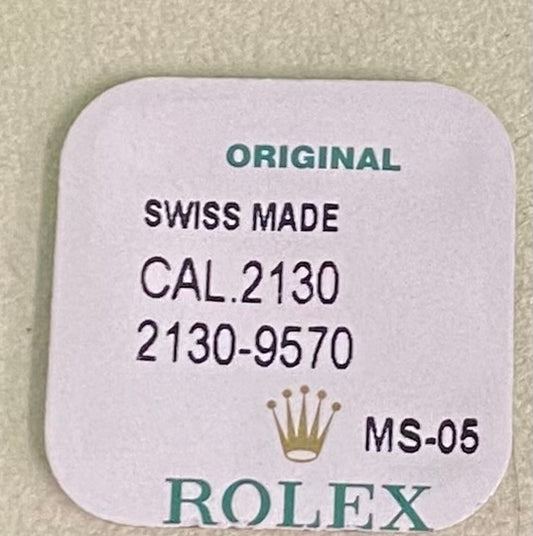 ORIGINAL
SWISS MADE
CAL.2130
2130-9570
MS-05
ROLEX